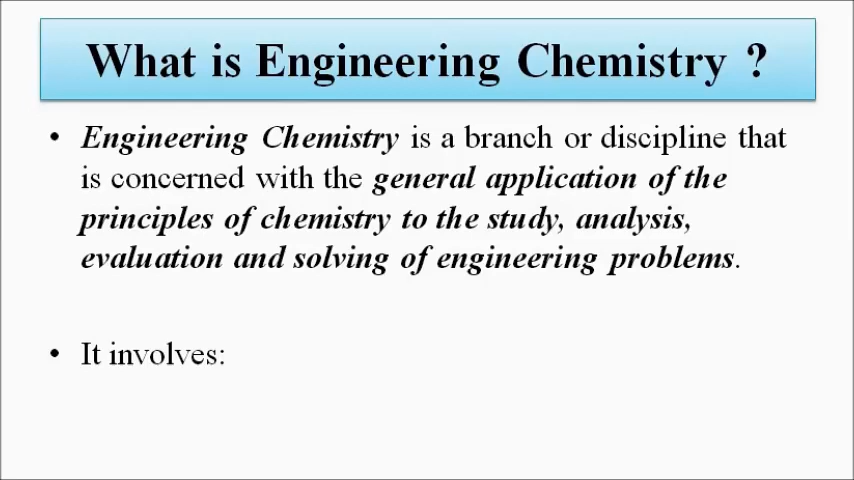 What is Engineering Chemistry ?
• Engineering Chemistry is a branch or discipline that
is concerned with the general application of the
principles of chemistry to the study, analysis,
evaluation and solving of engineering problems.
• It involves: